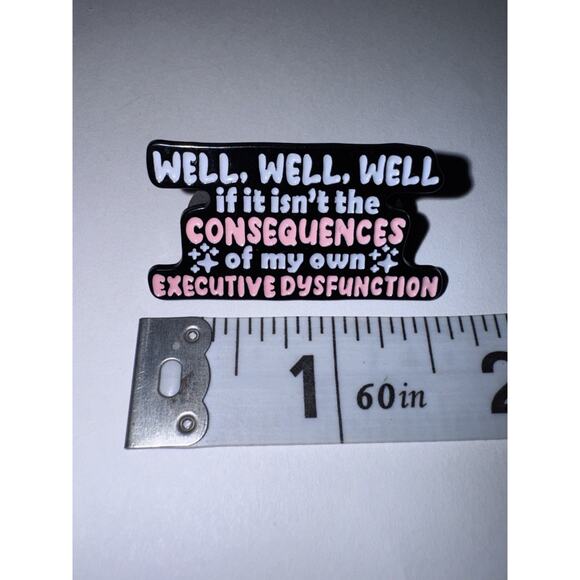 WELL, WELL, WELL
if it isn't the
CONSEQUENCES
of my own
EXECUTIVE DYSFUNCTION
1 60in 2